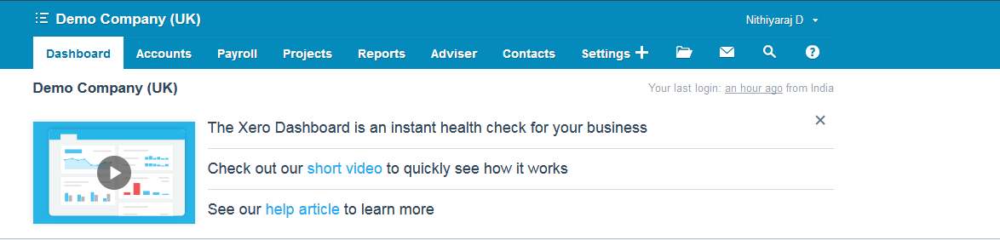 Demo Company (UK)
Nithiyaraj D
Dashboard Accounts Payroll Projects Reports Adviser Contacts Settings
Demo Company (UK)
Your last login: an hour ago from India
The Xero Dashboard is an instant health check for your business
Check out our short video to quickly see how it works
See our help article to learn more